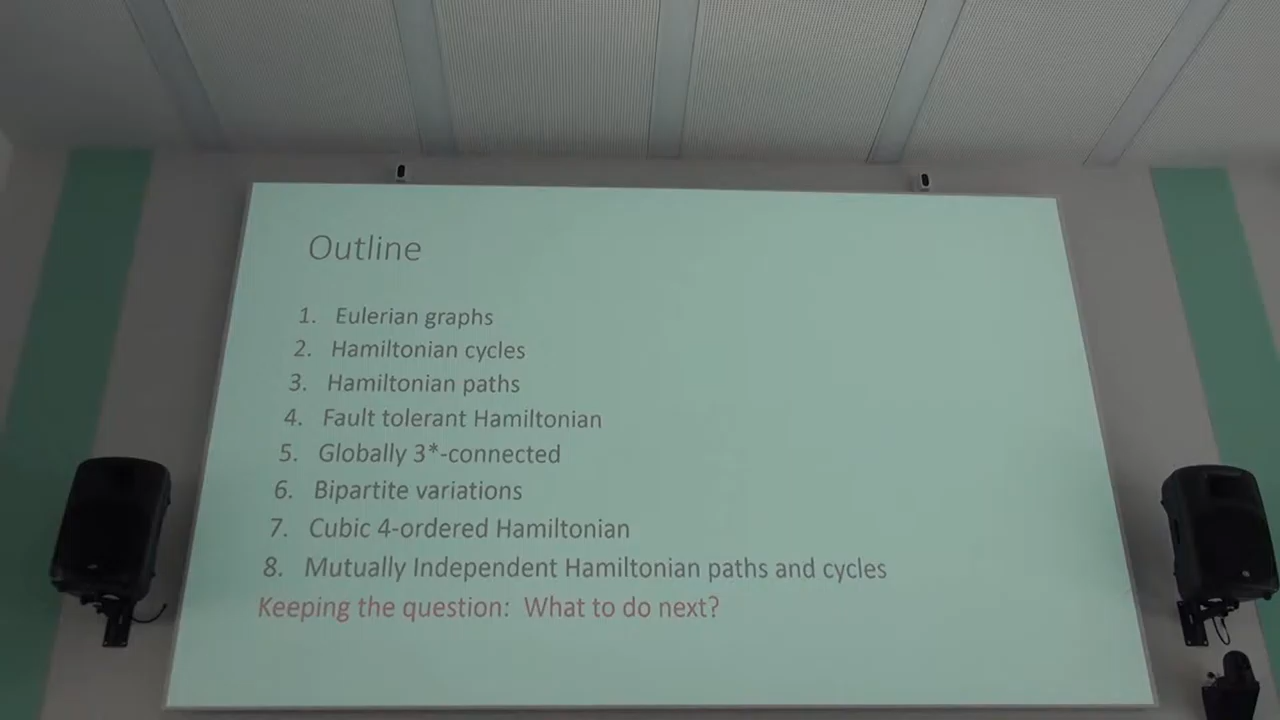 Outline
1. Eulerian graphs
2. Hamiltonian cycles
3. Hamiltonian paths
4. Fault tolerant Hamiltonian
5. Globally 3*-connected
6. Bipartite variations
7. Cubic 4-ordered Hamiltonian
8. Mutually Independent Hamiltonian paths and cycles
Keeping the question: What to do next?